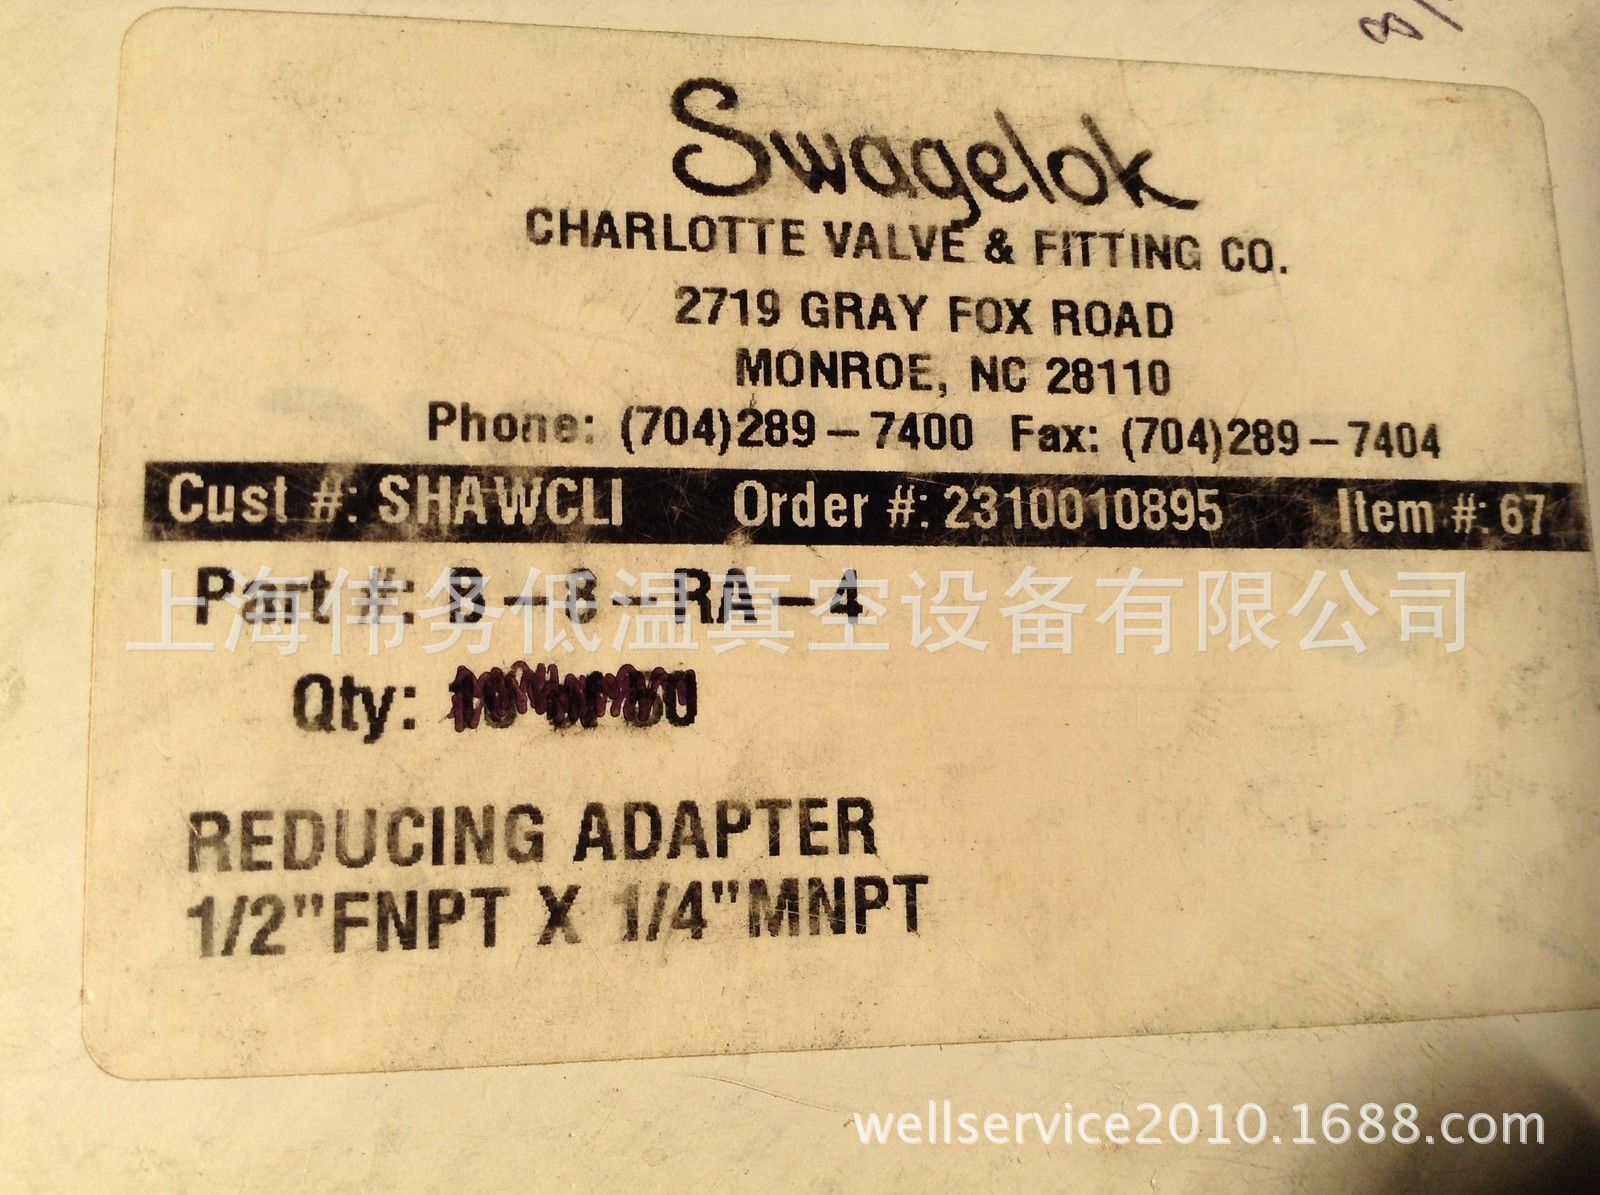 Swagelok
CHARLOTTE VALVE & FITTING CO.
2719 GRAY FOX ROAD
MONROE, NC 28110
Phone: (704)289-7400 Fax: (704)289-7404
Cust #: SHAWCLI Order #: 2310010895 Item #: 67
Part #: B-8-RA-4
上海伟务低温真空设备有限公司
Qty:
REDUCING ADAPTER
1/2"FNPT X 1/4"MNPT
wellservice2010.1688.com